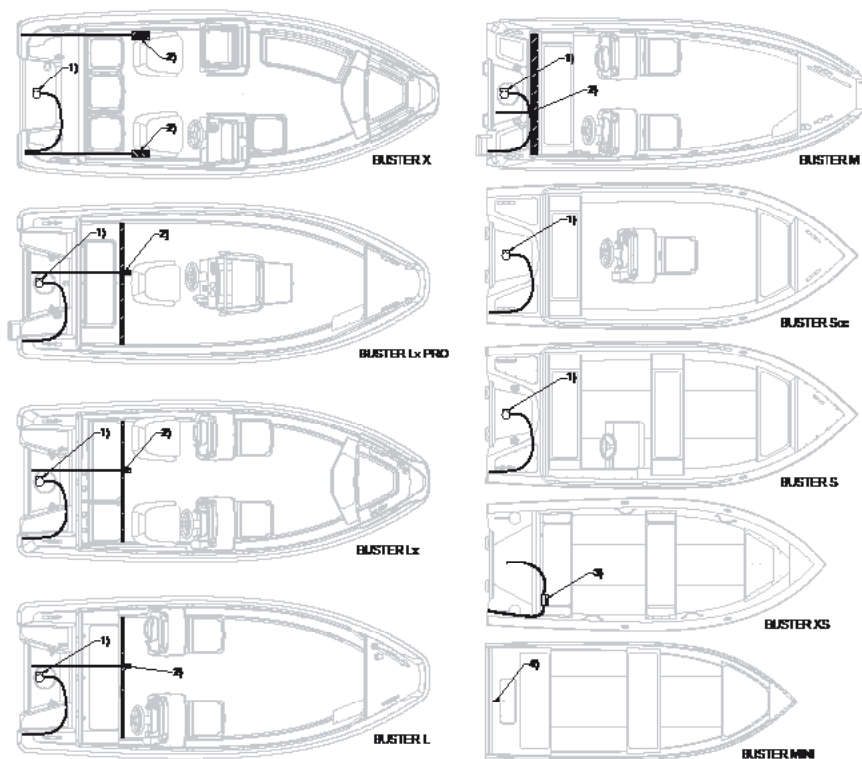 1)
2)
2)
BUSTER X
1)
2)
BUSTER Lx PRO
1)
2)
BUSTER Lx
1)
2)
BUSTER L
1)
2)
BUSTER M
1)
BUSTER Scc
1)
BUSTER S
3)
BUSTER XS
4)
BUSTER MINI